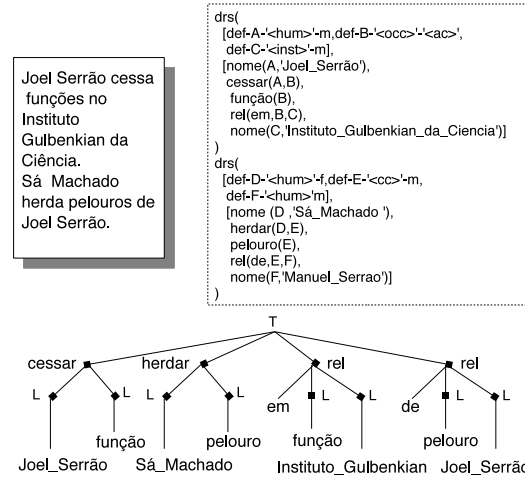 Joel Serrão cessa
funções no
Instituto
Gulbenkian da
Ciência.
Sá Machado
herda pelouros de
Joel Serrão.
drs(
[def-A-'<hum>'-m,def-B-'<occ>'-'<ac>',
def-C-'<inst>'-m],
[nome(A,'Joel_Serrão'),
cessar(A,B),
função(B),
rel(em,B,C),
nome(C,'Instituto_Gulbenkian_da_Ciencia')]
)
drs(
[def-D-'<hum>'-f,def-E-'<cc>'-m,
def-F-'<hum>'m],
[nome (D ,'Sá_Machado '),
herdar(D,E),
pelouro(E),
rel(de,E,F),
nome(F,'Manuel_Serrao')]
)
T
cessar herdar rel rel
L L L L em L L de L L
função pelouro função pelouro
Joel_Serrão Sá_Machado Instituto_Gulbenkian Joel_Serrão